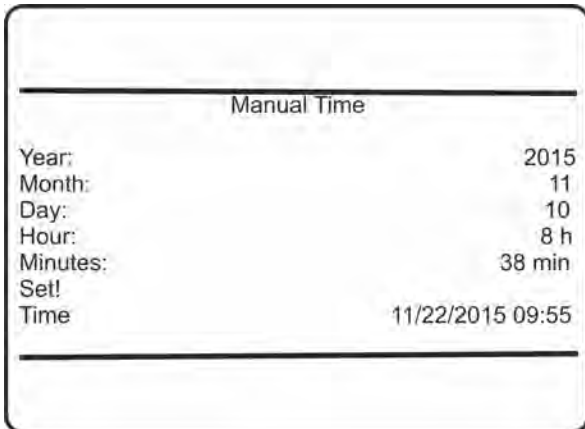 Manual Time
Year: 2015
Month: 11
Day: 10
Hour: 8 h
Minutes: 38 min
Set!
Time 11/22/2015 09:55